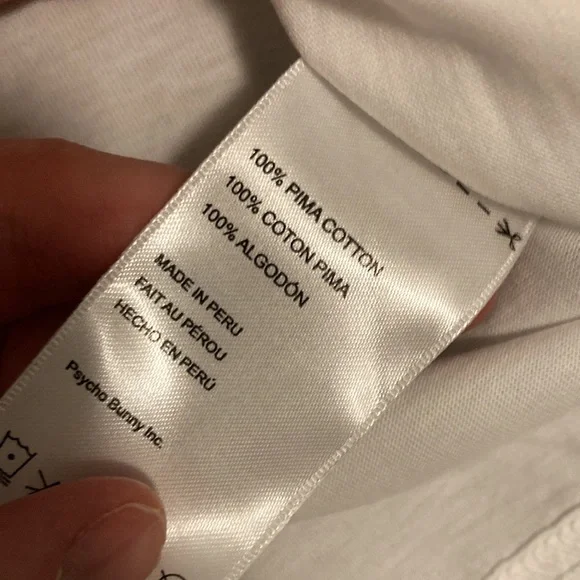 100% PIMA COTTON
100% COTON PIMA
100% ALGODÓN
MADE IN PERU
FAIT AU PÉROU
HECHO EN PERÚ
Psycho Bunny Inc.